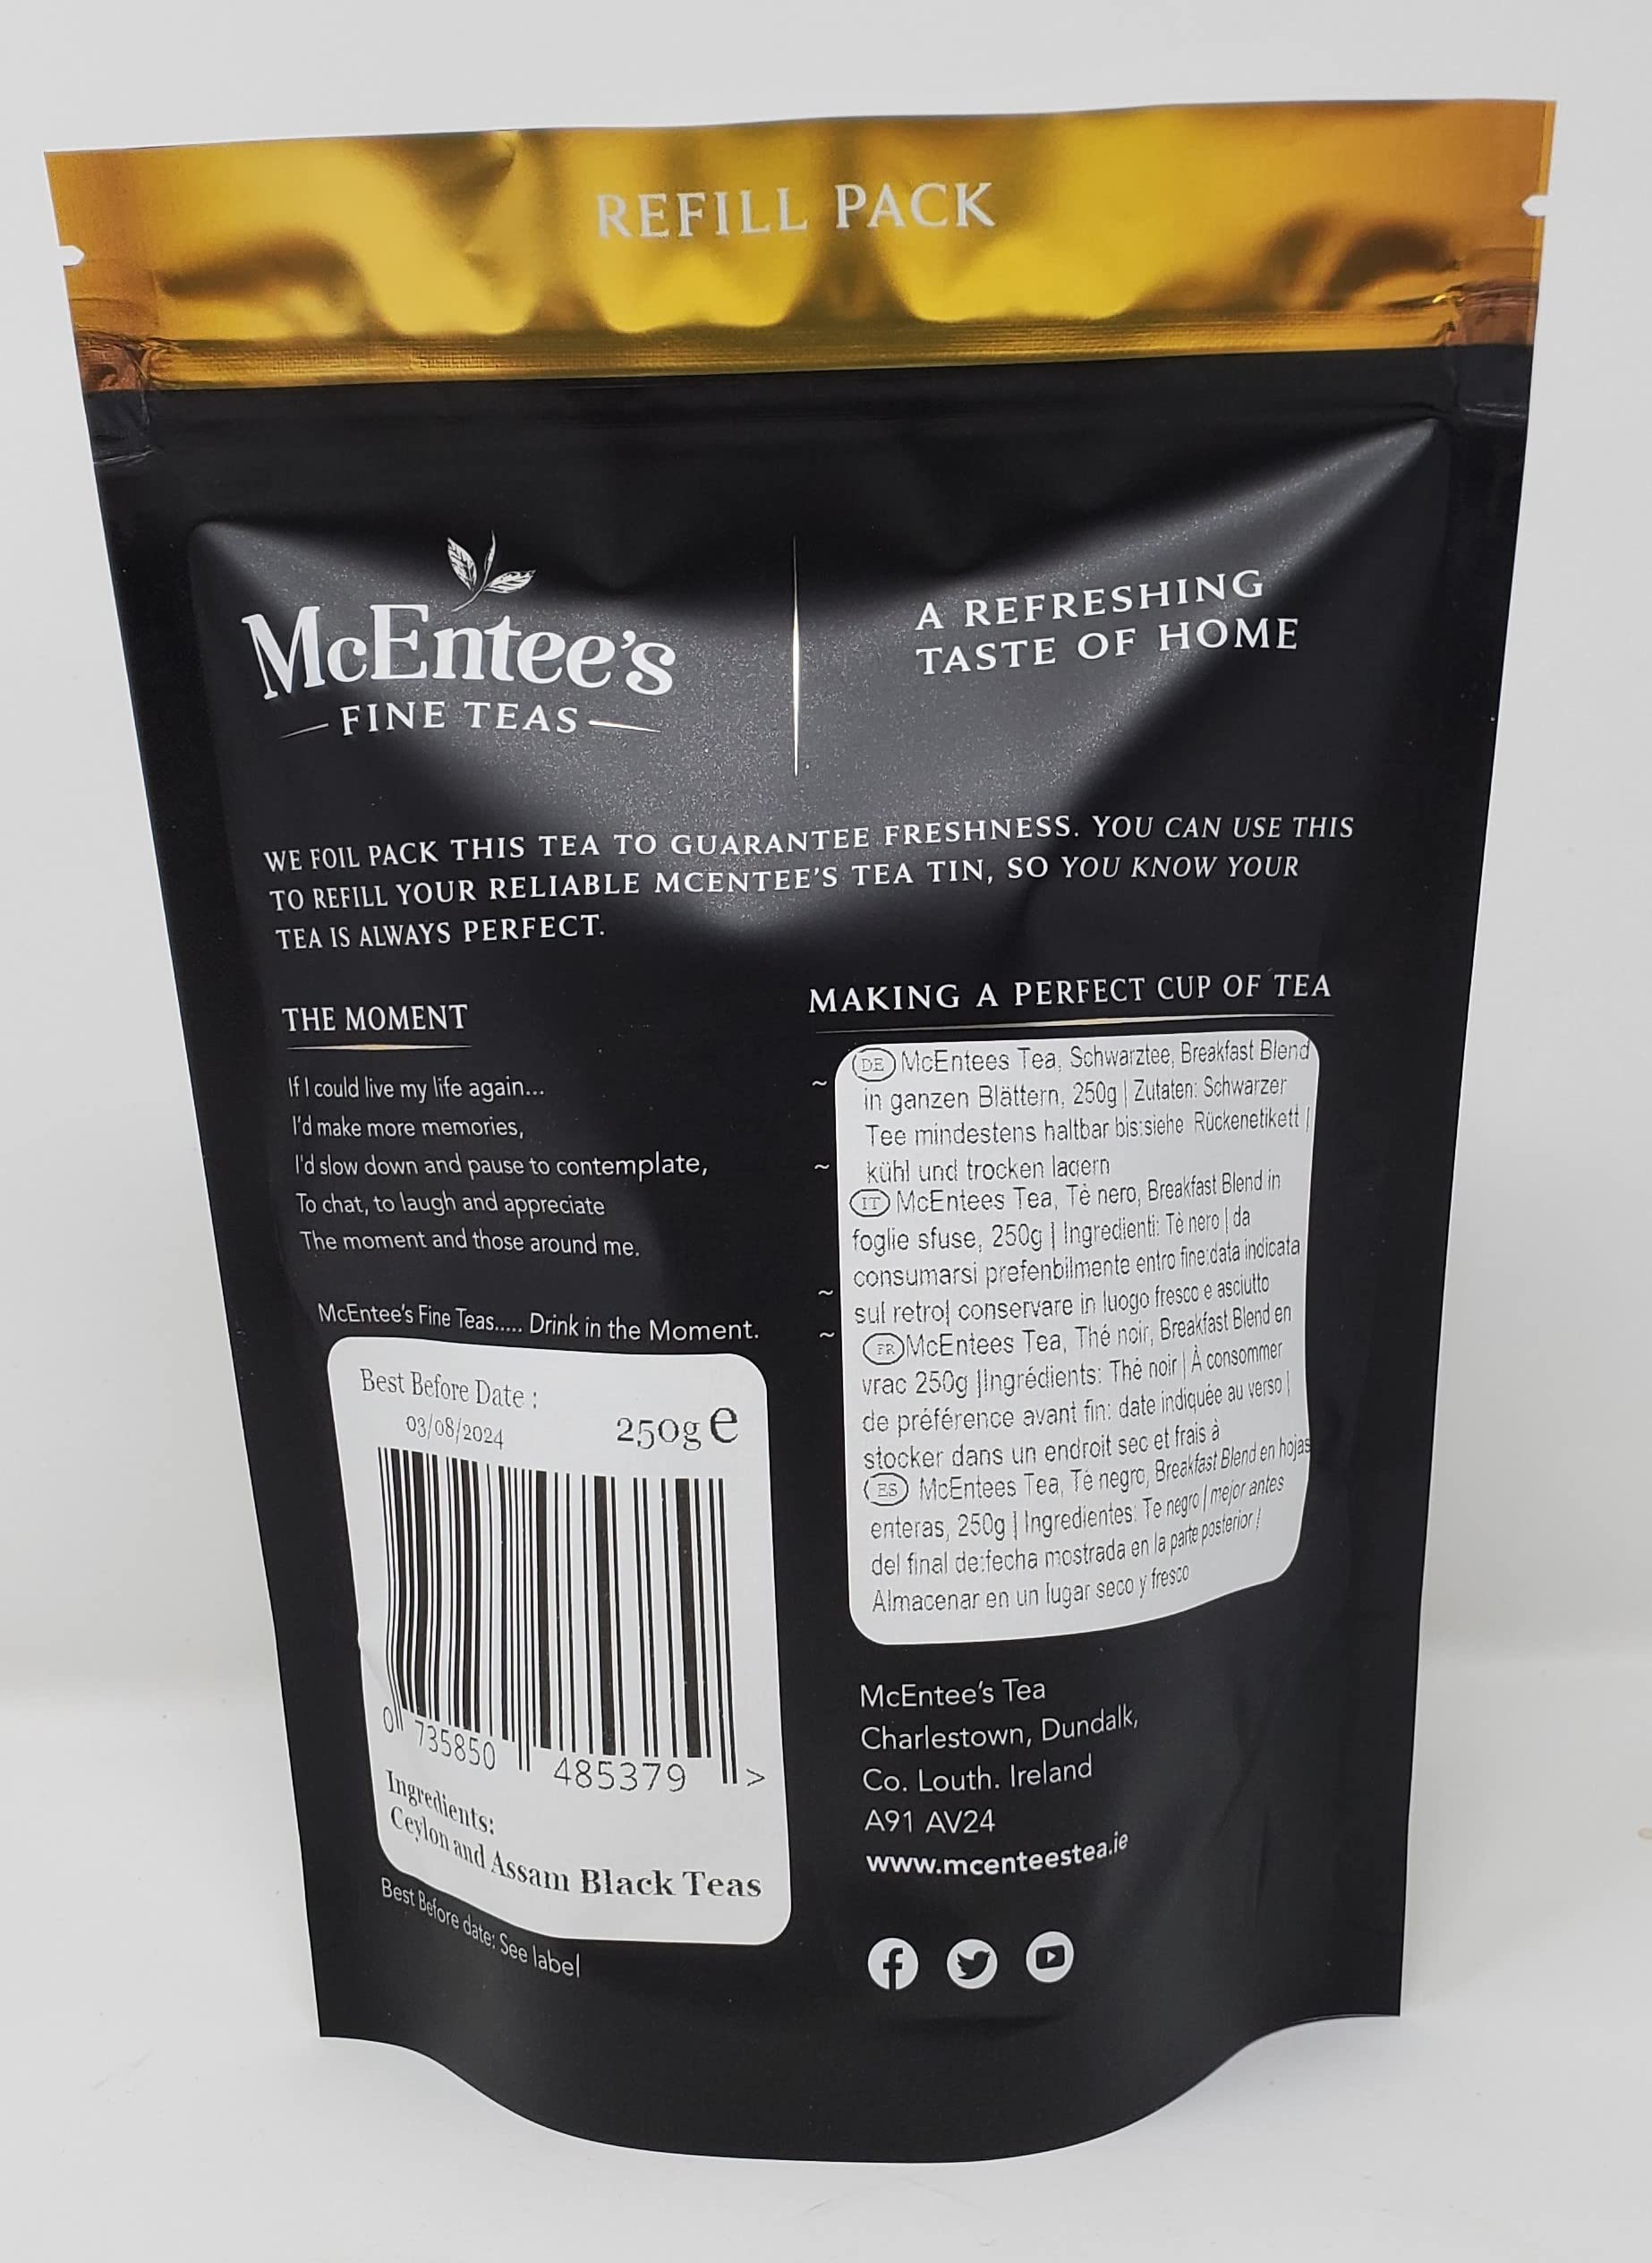 REFILL PACK
McEntee's
FINE TEAS
A REFRESHING
TASTE OF HOME
WE FOIL PACK THIS TEA TO GUARANTEE FRESHNESS. YOU CAN USE THIS
TO REFILL YOUR RELIABLE MCENTEE'S TEA TIN, SO YOU KNOW YOUR
TEA IS ALWAYS PERFECT.
THE MOMENT
If I could live my life again...
I'd make more memories,
I'd slow down and pause to contemplate,
To chat, to laugh and appreciate
The moment and those around me.
McEntee's Fine Teas..... Drink in the Moment.
Best Before Date :
03/08/2024
250g e
0 735850 485379 >
Ingredients:
Ceylon and Assam Black Teas
Best Before date: See label
MAKING A PERFECT CUP OF TEA
~
~
~
~
DE McEntees Tea, Schwarztee, Breakfast Blend
in ganzen Blättern, 250g | Zutaten: Schwarzer
Tee mindestens haltbar bis:siehe Rückenetikett |
kühl und trocken lagern
IT McEntees Tea, Tè nero, Breakfast Blend in
foglie sfuse, 250g | Ingredienti: Tè nero | da
consumarsi prefenbilmente entro fine:data indicata
sul retro| conservare in luogo fresco e asciutto
FR McEntees Tea, Thé noir, Breakfast Blend en
vrac 250g |Ingrédients: Thé noir | À consommer
de préférence avant fin: date indiquée au verso |
stocker dans un endroit sec et frais à
ES McEntees Tea, Té negro, Breakfast Blend en hojas
enteras, 250g | Ingredientes: Te negro | mejor antes
del final de:fecha mostrada en la parte posterior |
Almacenar en un lugar seco y fresco
McEntee's Tea
Charlestown, Dundalk,
Co. Louth. Ireland
A91 AV24
www.mcenteestea.ie